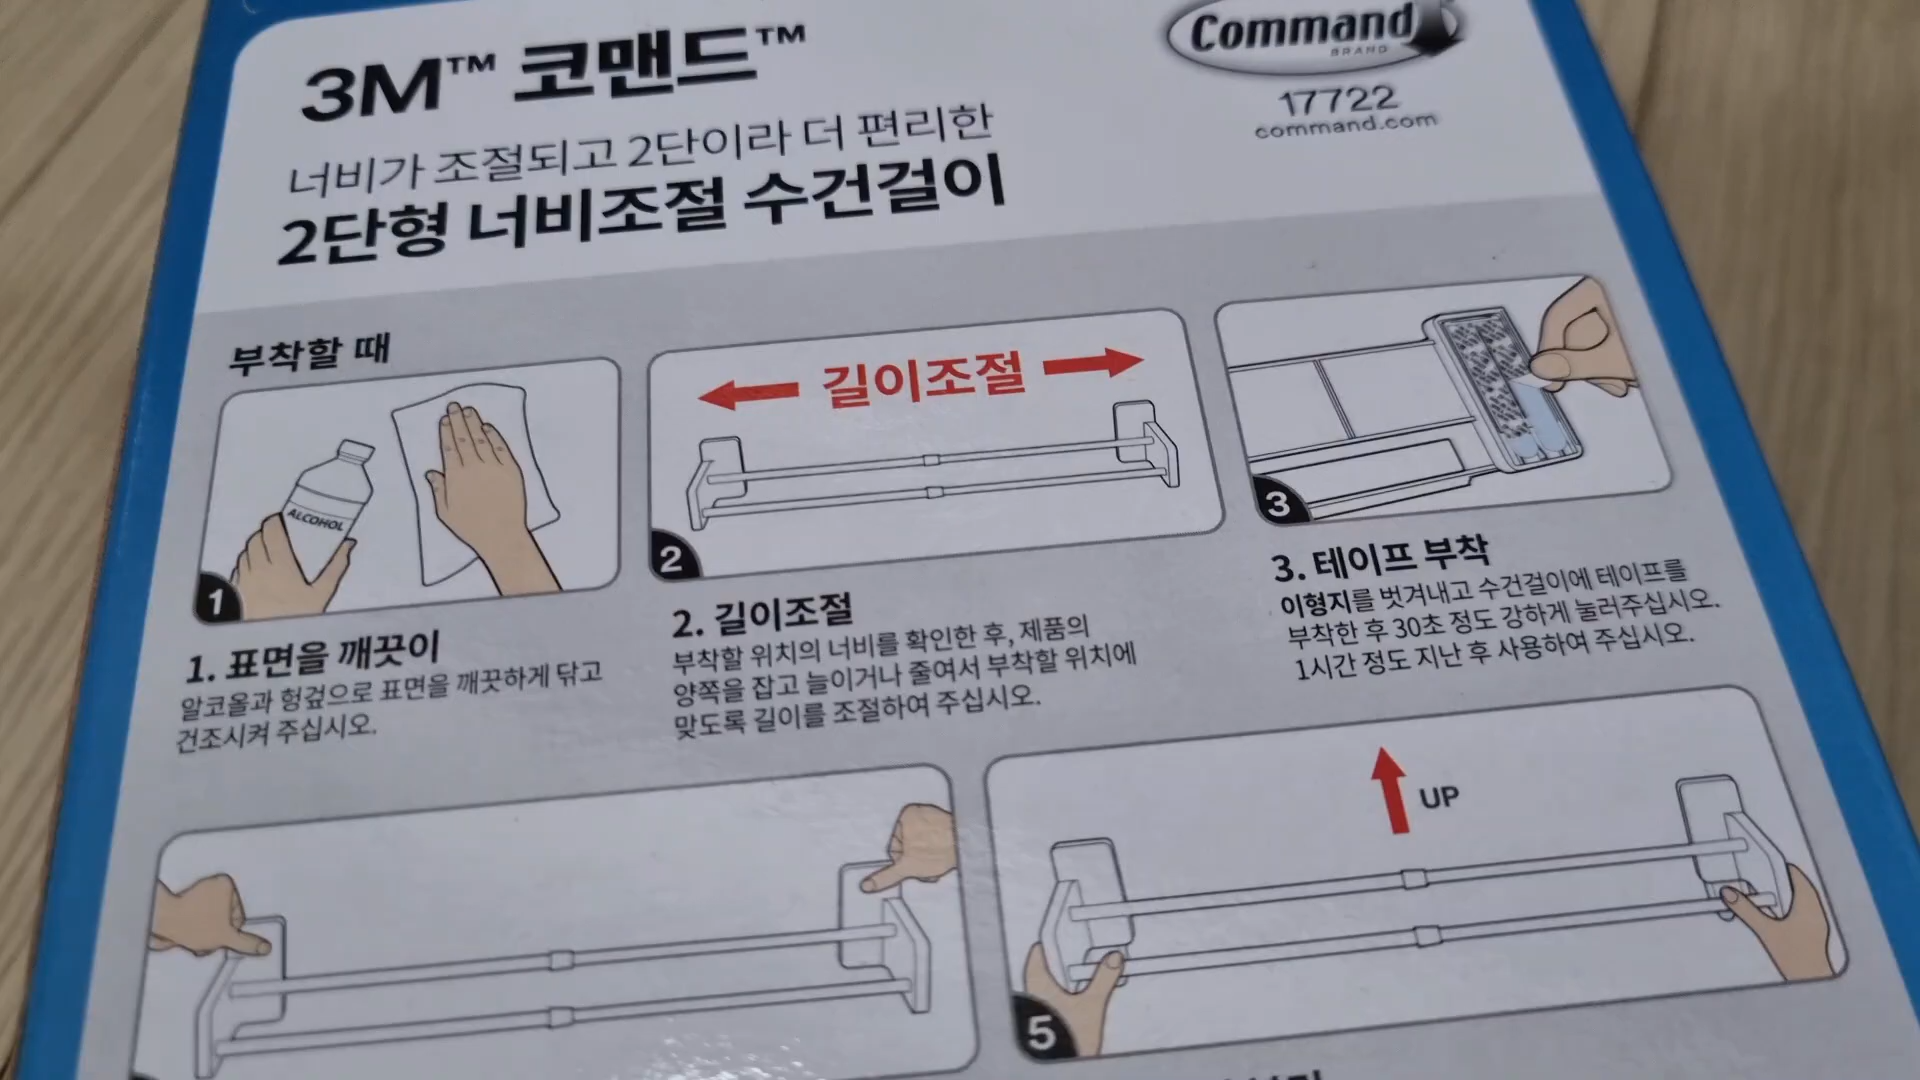 3M™ 코맨드™
너비가 조절되고 2단이라 더 편리한
2단형 너비조절 수건걸이
Command
BRAND
17722
command.com
부착할 때
ALCOHOL
1
1. 표면을 깨끗이
알코올과 헝겊으로 표면을 깨끗하게 닦고
건조시켜 주십시오.
길이조절
2
2. 길이조절
부착할 위치의 너비를 확인한 후, 제품의
양쪽을 잡고 늘이거나 줄여서 부착할 위치에
맞도록 길이를 조절하여 주십시오.
3
3. 테이프 부착
이형지를 벗겨내고 수건걸이에 테이프를
부착한 후 30초 정도 강하게 눌러주십시오.
1시간 정도 지난 후 사용하여 주십시오.
UP
5